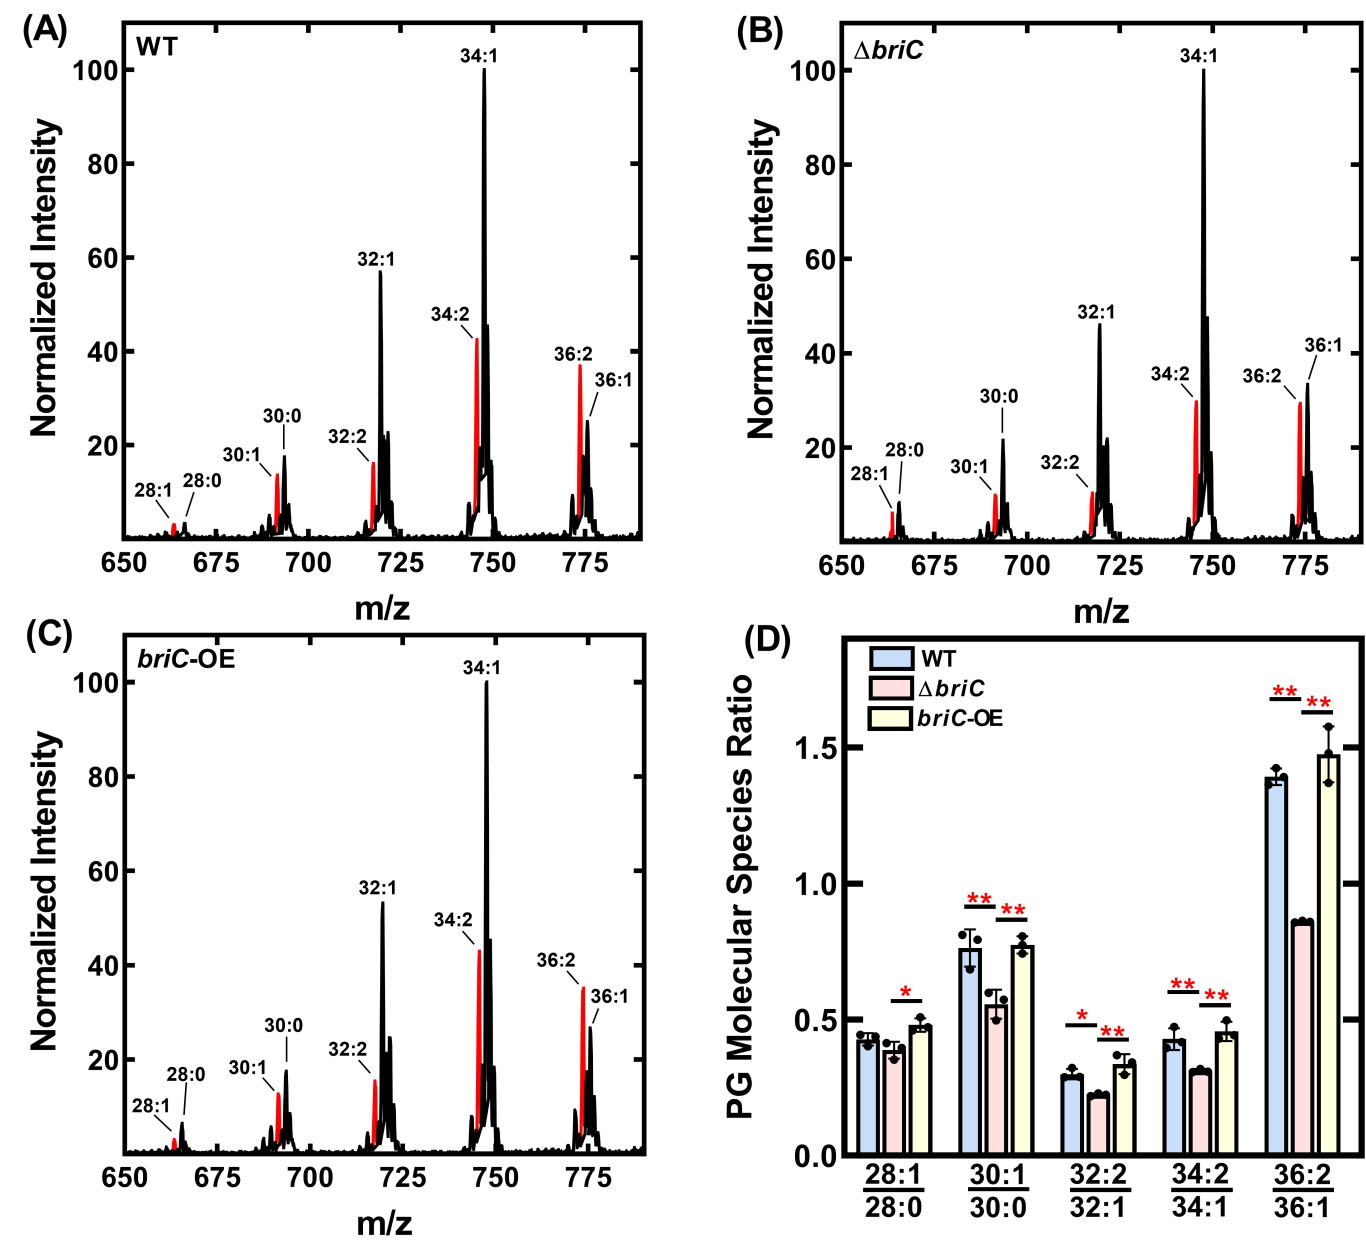 (A)
WT
Normalized Intensity
100
80
60
40
20
28:1
28:0
30:1
30:0
32:2
32:1
34:2
34:1
36:2
36:1
650 675 700 725 750 775
m/z
(B)
ΔbriC
Normalized Intensity
100
80
60
40
20
28:1
28:0
30:1
30:0
32:2
32:1
34:2
34:1
36:2
36:1
650 675 700 725 750 775
m/z
(C)
briC-OE
Normalized Intensity
100
80
60
40
20
28:1
28:0
30:1
30:0
32:2
32:1
34:2
34:1
36:2
36:1
650 675 700 725 750 775
m/z
(D)
WT
ΔbriC
briC-OE
PG Molecular Species Ratio
1.5
1.0
0.5
0.0
*
** **
* **
** **
** **
28:1 30:1 32:2 34:2 36:2
28:0 30:0 32:1 34:1 36:1